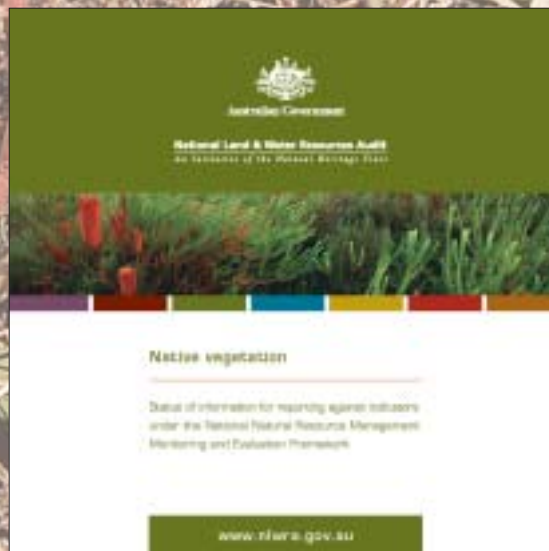 Australian Government
National Land & Water Resources Audit
An Initiative of the Natural Heritage Trust
Native vegetation
Status of information for reporting against indicators
under the National Natural Resource Management
Monitoring and Evaluation Framework
www.nlwra.gov.au